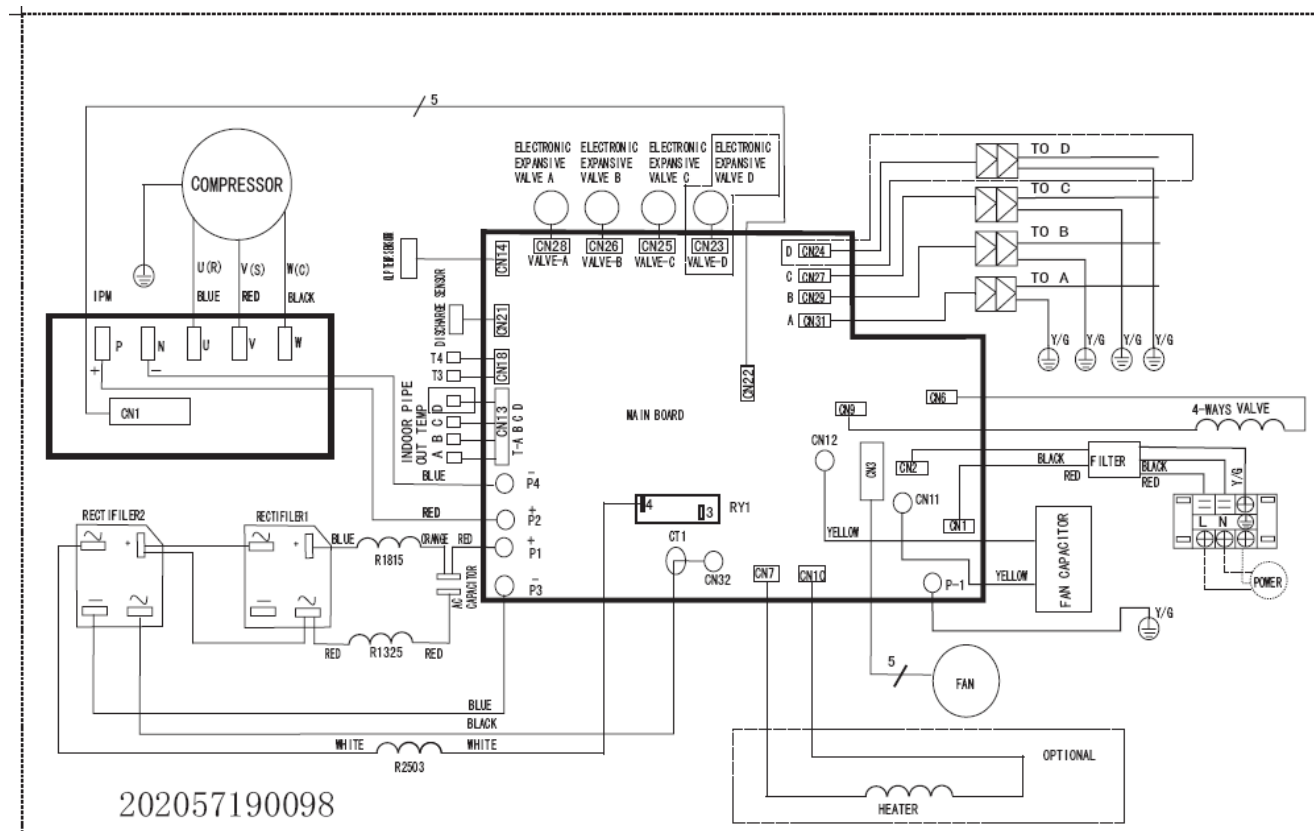 5
COMPRESSOR
U(R)
V(S)
W(C)
BLUE
RED
BLACK
IPM
P
N
U
V
W
+
−
CN1
ELECTRONIC
EXPANSIVE
VALVE A
ELECTRONIC
EXPANSIVE
VALVE B
ELECTRONIC
EXPANSIVE
VALVE C
ELECTRONIC
EXPANSIVE
VALVE D
CN28
CN26
CN25
CN23
VALVE-A
VALVE-B
VALVE-C
VALVE-D
CN14
DISCHARGE SENSOR
CN21
T4
T3
CN18
INDOOR PIPE
OUT TEMP
A B C D
CN13
T-A B C D
CN22
MAIN BOARD
D
CN24
C
CN27
B
CN29
A
CN31
TO D
TO C
TO B
TO A
Y/G
Y/G
Y/G
Y/G
CN6
CN9
4-WAYS VALVE
CN12
CN3
CN2
CN11
CN1
BLACK
RED
FILTER
BLACK
RED
Y/G
L
N
POWER
YELLOW
YELLOW
FAN CAPACITOR
P-1
Y/G
BLUE
−
P4
RED
+
P2
+
P1
−
P3
4
3
RY1
CT1
CN32
CN7
CN10
RECTIFILER2
RECTIFILER1
+
+
BLUE
R1815
ORANGE
RED
AC
CAPACITOR
RED
R1325
RED
BLUE
BLACK
WHITE
R2503
WHITE
5
FAN
OPTIONAL
HEATER
202057190098